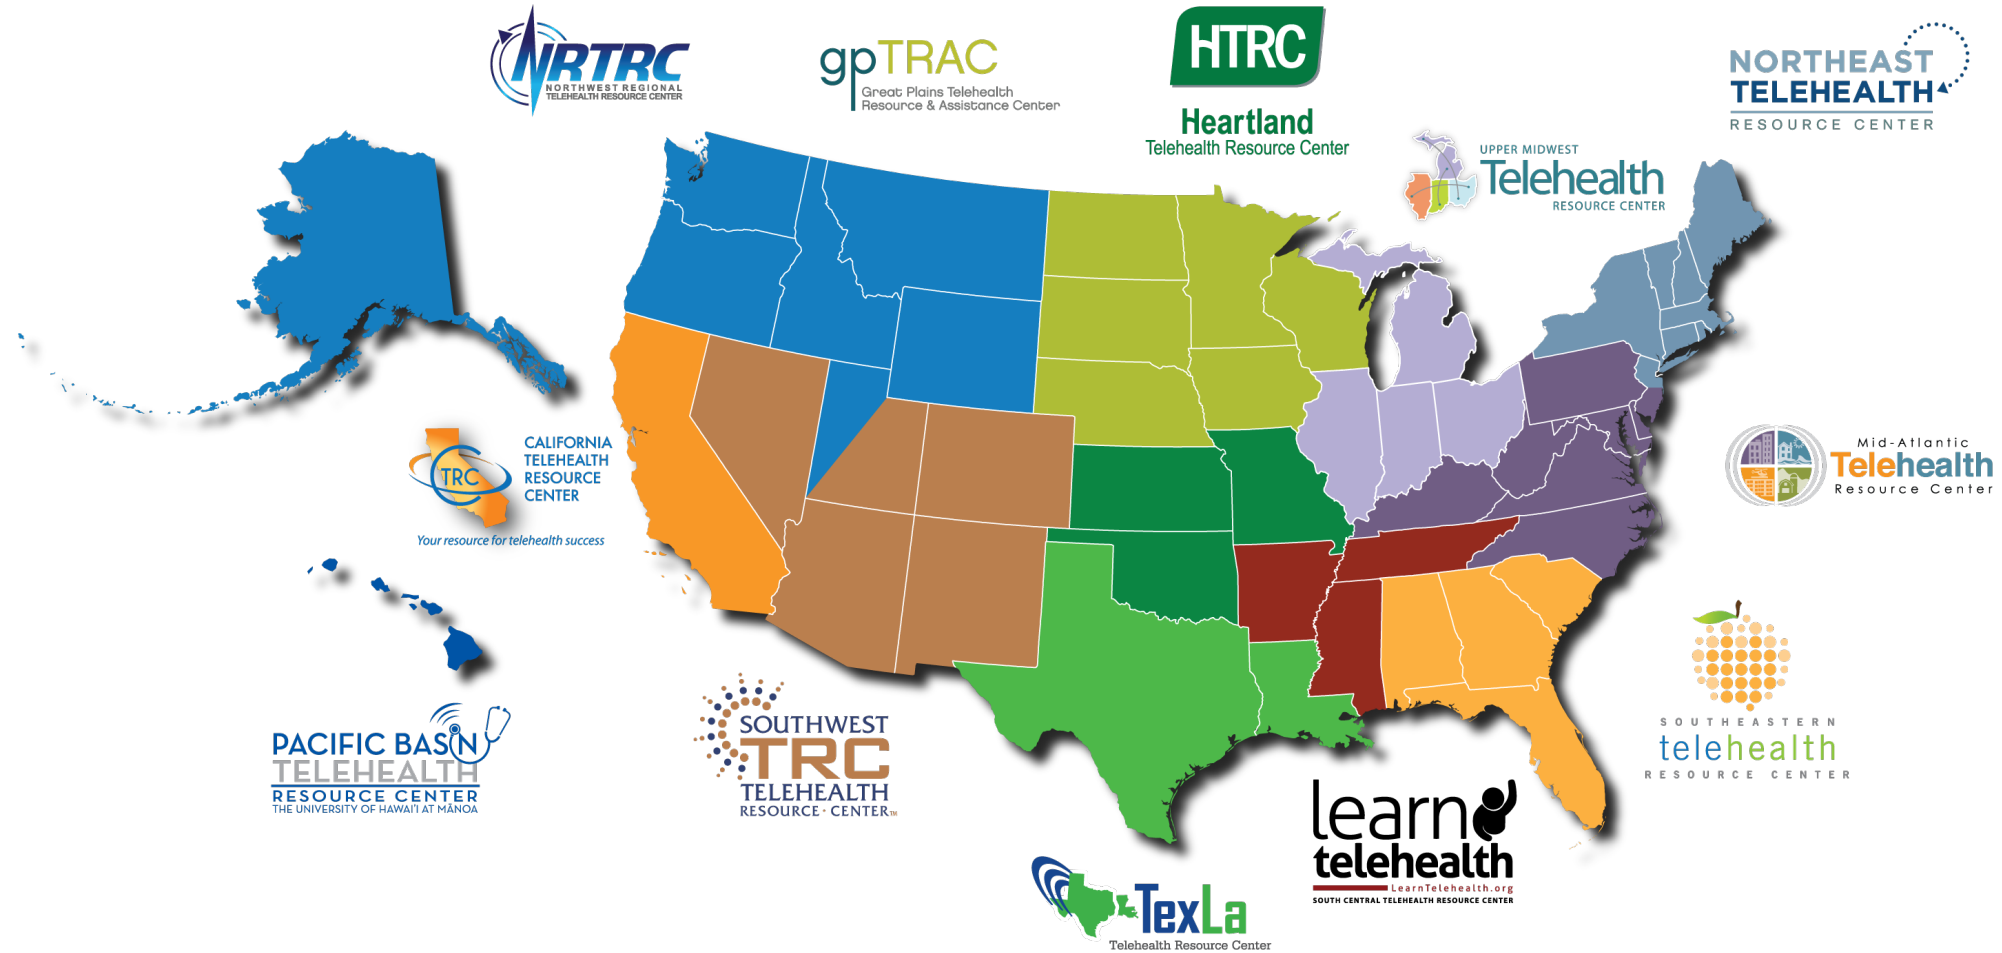 NRTRC
NORTHWEST REGIONAL
TELEHEALTH RESOURCE CENTER
gpTRAC
Great Plains Telehealth
Resource & Assistance Center
HTRC
Heartland
Telehealth Resource Center
NORTHEAST
TELEHEALTH
RESOURCE CENTER
UPPER MIDWEST
Telehealth
RESOURCE CENTER
TRC
CALIFORNIA
TELEHEALTH
RESOURCE
CENTER
Your resource for telehealth success
Mid-Atlantic
Telehealth
Resource Center
PACIFIC BASIN
TELEHEALTH
RESOURCE CENTER
THE UNIVERSITY OF HAWAI'I AT MĀNOA
SOUTHWEST
TRC
TELEHEALTH
RESOURCE · CENTER™
SOUTHEASTERN
telehealth
RESOURCE CENTER
learn
telehealth
LearnTelehealth.org
SOUTH CENTRAL TELEHEALTH RESOURCE CENTER
TexLa
Telehealth Resource Center